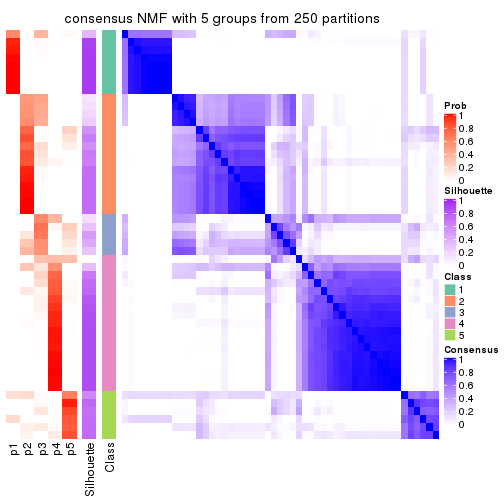 consensus NMF with 5 groups from 250 partitions
Prob
1
0.8
0.6
0.4
0.2
0
Silhouette
1
0.8
0.6
0.4
0.2
0
Class
1
2
3
4
5
Consensus
1
0.8
0.6
0.4
0.2
0
p1
p2
p3
p4
p5
Silhouette
Class